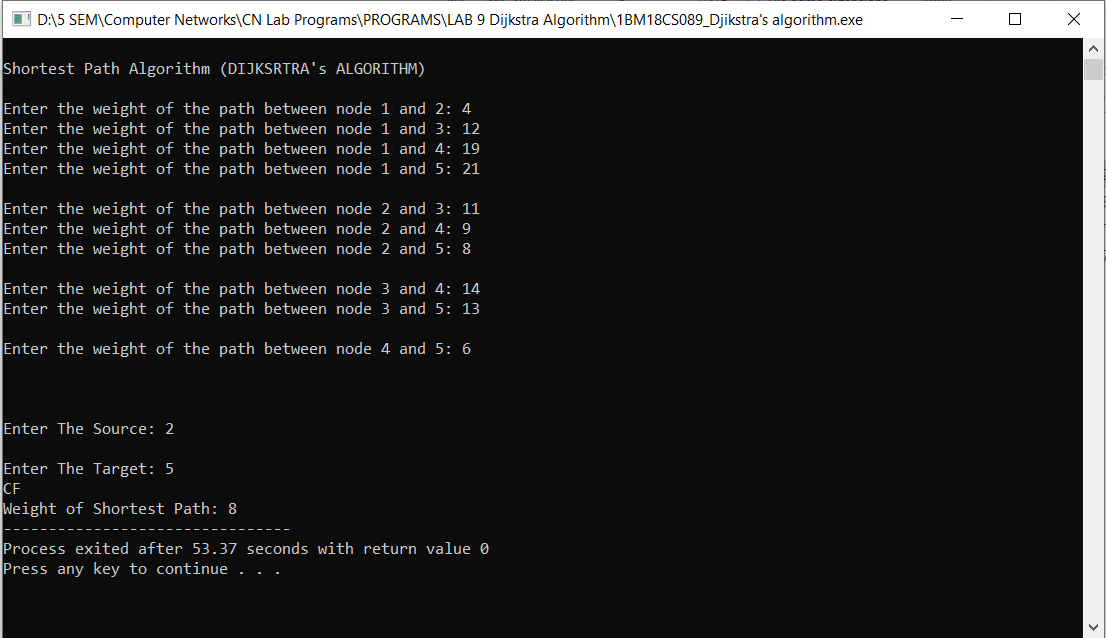 D:\5 SEM\Computer Networks\CN Lab Programs\PROGRAMS\LAB 9 Dijkstra Algorithm\1BM18CS089_Djikstra's algorithm.exe
Shortest Path Algorithm (DIJKSRTRA's ALGORITHM)
Enter the weight of the path between node 1 and 2: 4
Enter the weight of the path between node 1 and 3: 12
Enter the weight of the path between node 1 and 4: 19
Enter the weight of the path between node 1 and 5: 21
Enter the weight of the path between node 2 and 3: 11
Enter the weight of the path between node 2 and 4: 9
Enter the weight of the path between node 2 and 5: 8
Enter the weight of the path between node 3 and 4: 14
Enter the weight of the path between node 3 and 5: 13
Enter the weight of the path between node 4 and 5: 6
Enter The Source: 2
Enter The Target: 5
CF
Weight of Shortest Path: 8
--------------------------------
Process exited after 53.37 seconds with return value 0
Press any key to continue . . .